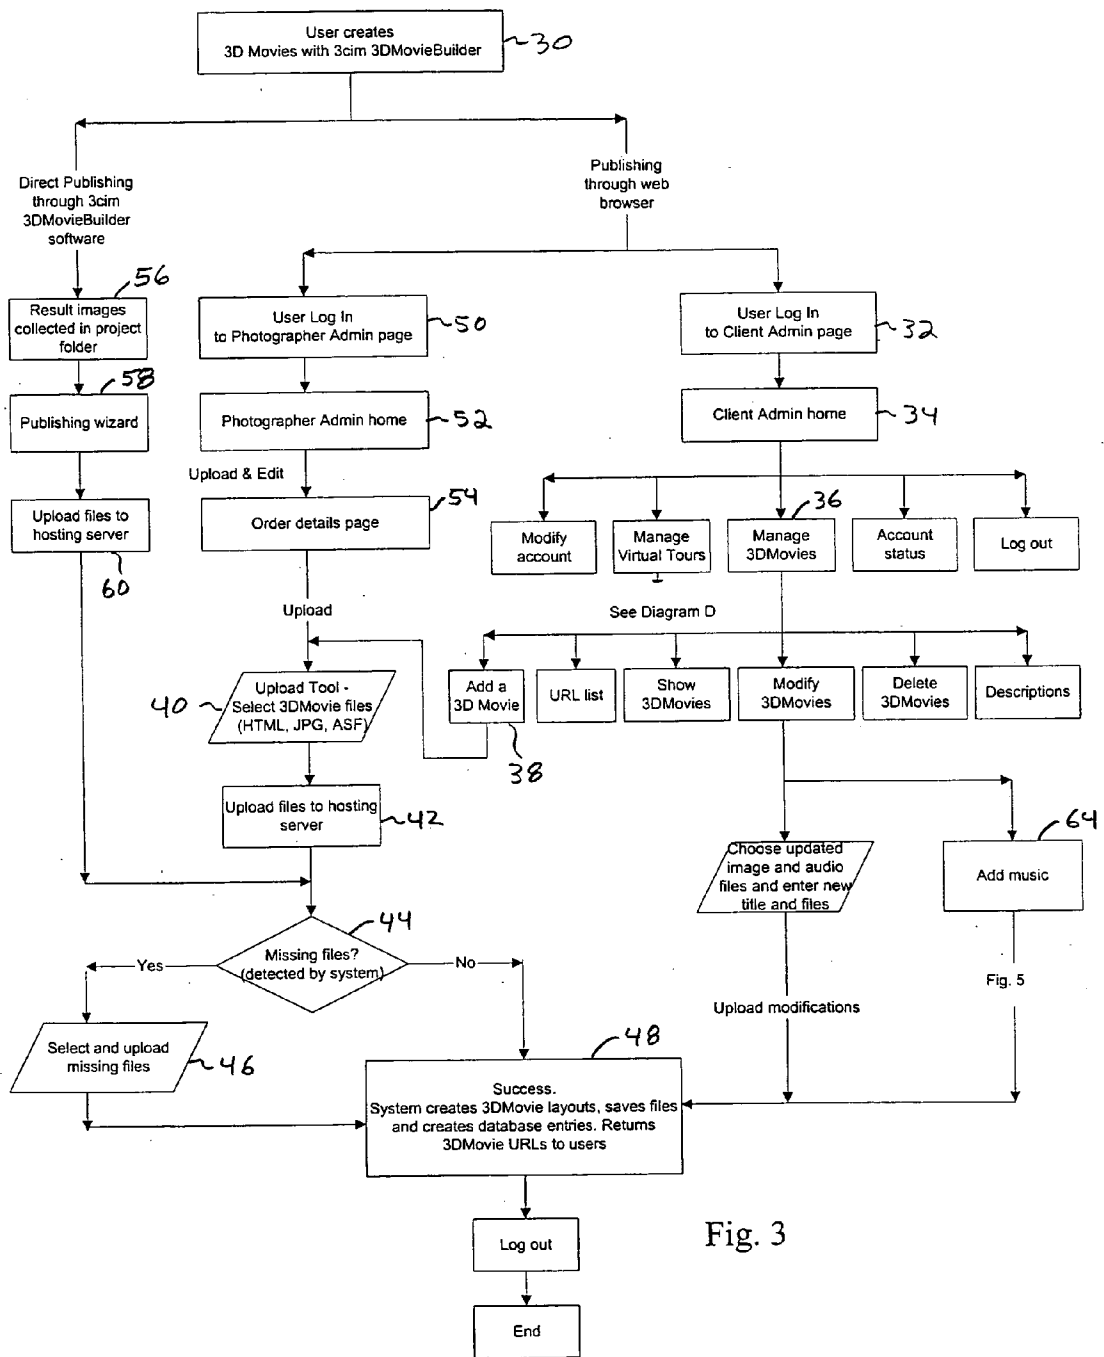 User creates
3D Movies with 3cim 3DMovieBuilder
30
Direct Publishing
through 3cim
3DMovieBuilder
software
Publishing
through web
browser
56
Result images
collected in project
folder
User Log In
to Photographer Admin page
50
User Log In
to Client Admin page
32
58
Publishing wizard
Photographer Admin home
52
Client Admin home
34
Upload & Edit
54
Upload files to
hosting server
60
Order details page
36
Modify
account
Manage
Virtual Tours
Manage
3DMovies
Account
status
Log out
Upload
See Diagram D
40
Upload Tool -
Select 3DMovie files
(HTML, JPG, ASF)
Add a
3D Movie
38
URL list
Show
3DMovies
Modify
3DMovies
Delete
3DMovies
Descriptions
Upload files to hosting
server
42
Choose updated
image and audio
files and enter new
title and files
64
Add music
44
Missing files?
(detected by system)
Yes
No
Upload modifications
Fig. 5
Select and upload
missing files
46
48
Success.
System creates 3DMovie layouts, saves files
and creates database entries. Returns
3DMovie URLs to users
Log out
End
Fig. 3